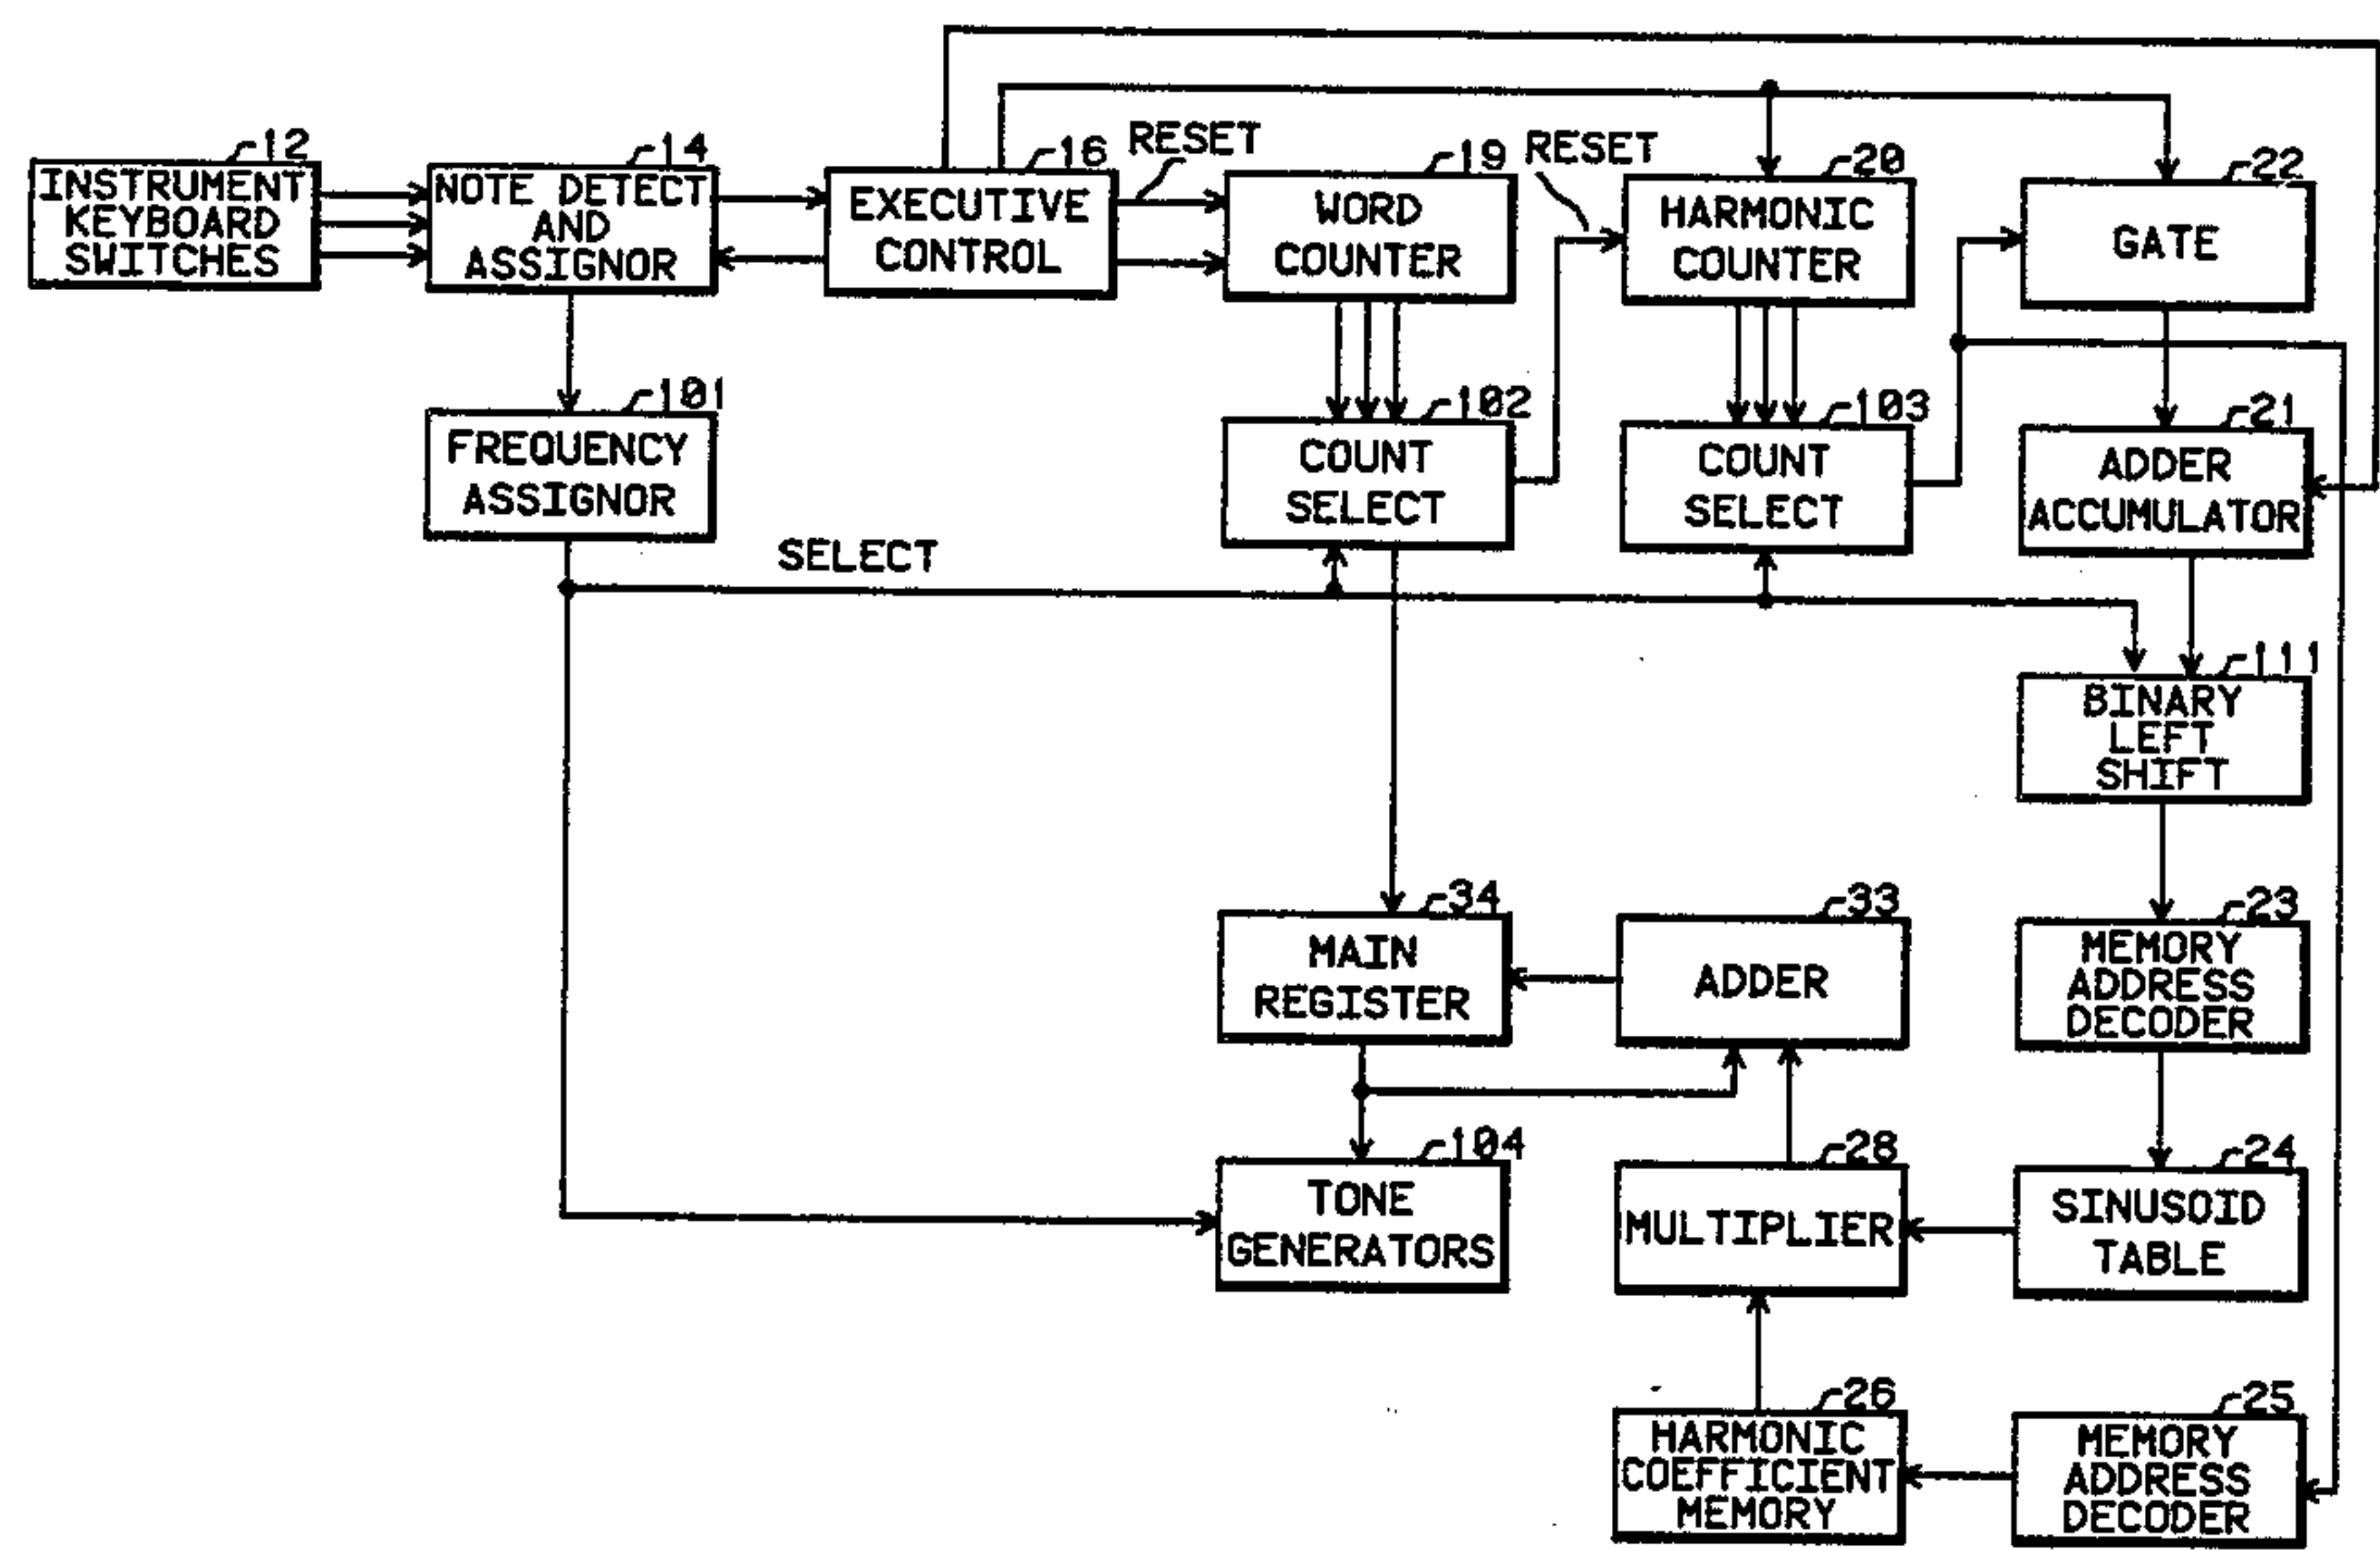 12
INSTRUMENT
KEYBOARD
SWITCHES
14
NOTE DETECT
AND
ASSIGNOR
16
EXECUTIVE
CONTROL
RESET
19
WORD
COUNTER
RESET
20
HARMONIC
COUNTER
22
GATE
101
FREQUENCY
ASSIGNOR
102
COUNT
SELECT
103
COUNT
SELECT
21
ADDER
ACCUMULATOR
SELECT
111
BINARY
LEFT
SHIFT
34
MAIN
REGISTER
33
ADDER
23
MEMORY
ADDRESS
DECODER
104
TONE
GENERATORS
28
MULTIPLIER
24
SINUSOID
TABLE
26
HARMONIC
COEFFICIENT
MEMORY
25
MEMORY
ADDRESS
DECODER